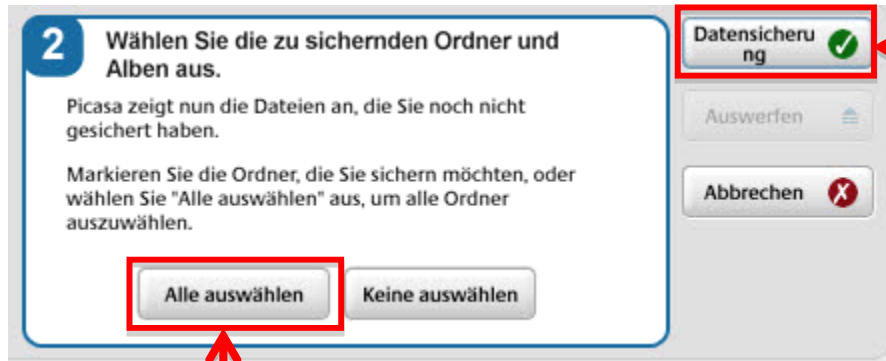 2
Wählen Sie die zu sichernden Ordner und
Alben aus.
Picasa zeigt nun die Dateien an, die Sie noch nicht
gesichert haben.
Markieren Sie die Ordner, die Sie sichern möchten, oder
wählen Sie "Alle auswählen" aus, um alle Ordner
auszuwählen.
Alle auswählen
Keine auswählen
Datensicheru
ng
Auswerfen
Abbrechen